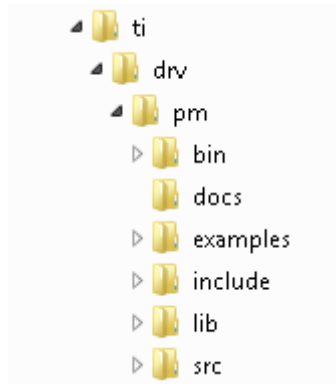 ti
drv
pm
bin
docs
examples
include
lib
src